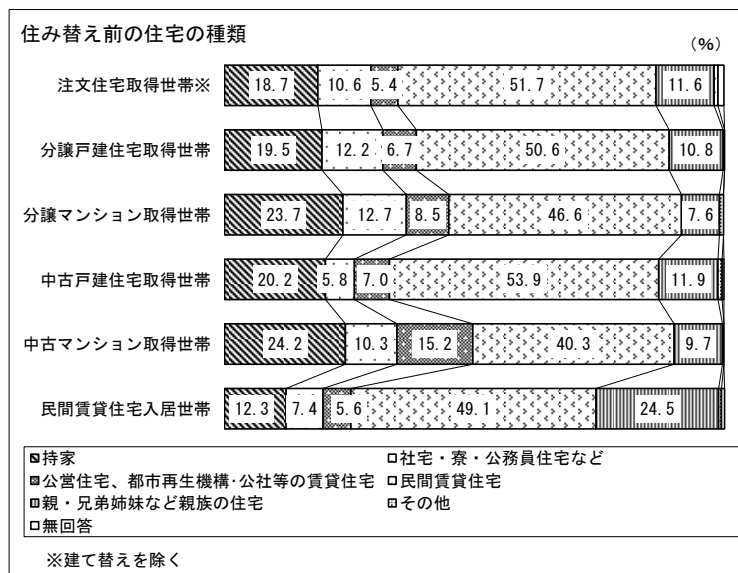 住み替え前の住宅の種類
（％）
注文住宅取得世帯※ 18.7 10.6 5.4 51.7 11.6
分譲戸建住宅取得世帯 19.5 12.2 6.7 50.6 10.8
分譲マンション取得世帯 23.7 12.7 8.5 46.6 7.6
中古戸建住宅取得世帯 20.2 5.8 7.0 53.9 11.9
中古マンション取得世帯 24.2 10.3 15.2 40.3 9.7
民間賃貸住宅入居世帯 12.3 7.4 5.6 49.1 24.5
持家 社宅・寮・公務員住宅など
公営住宅、都市再生機構･公社等の賃貸住宅 民間賃貸住宅
親・兄弟姉妹など親族の住宅 その他
無回答
※建て替えを除く